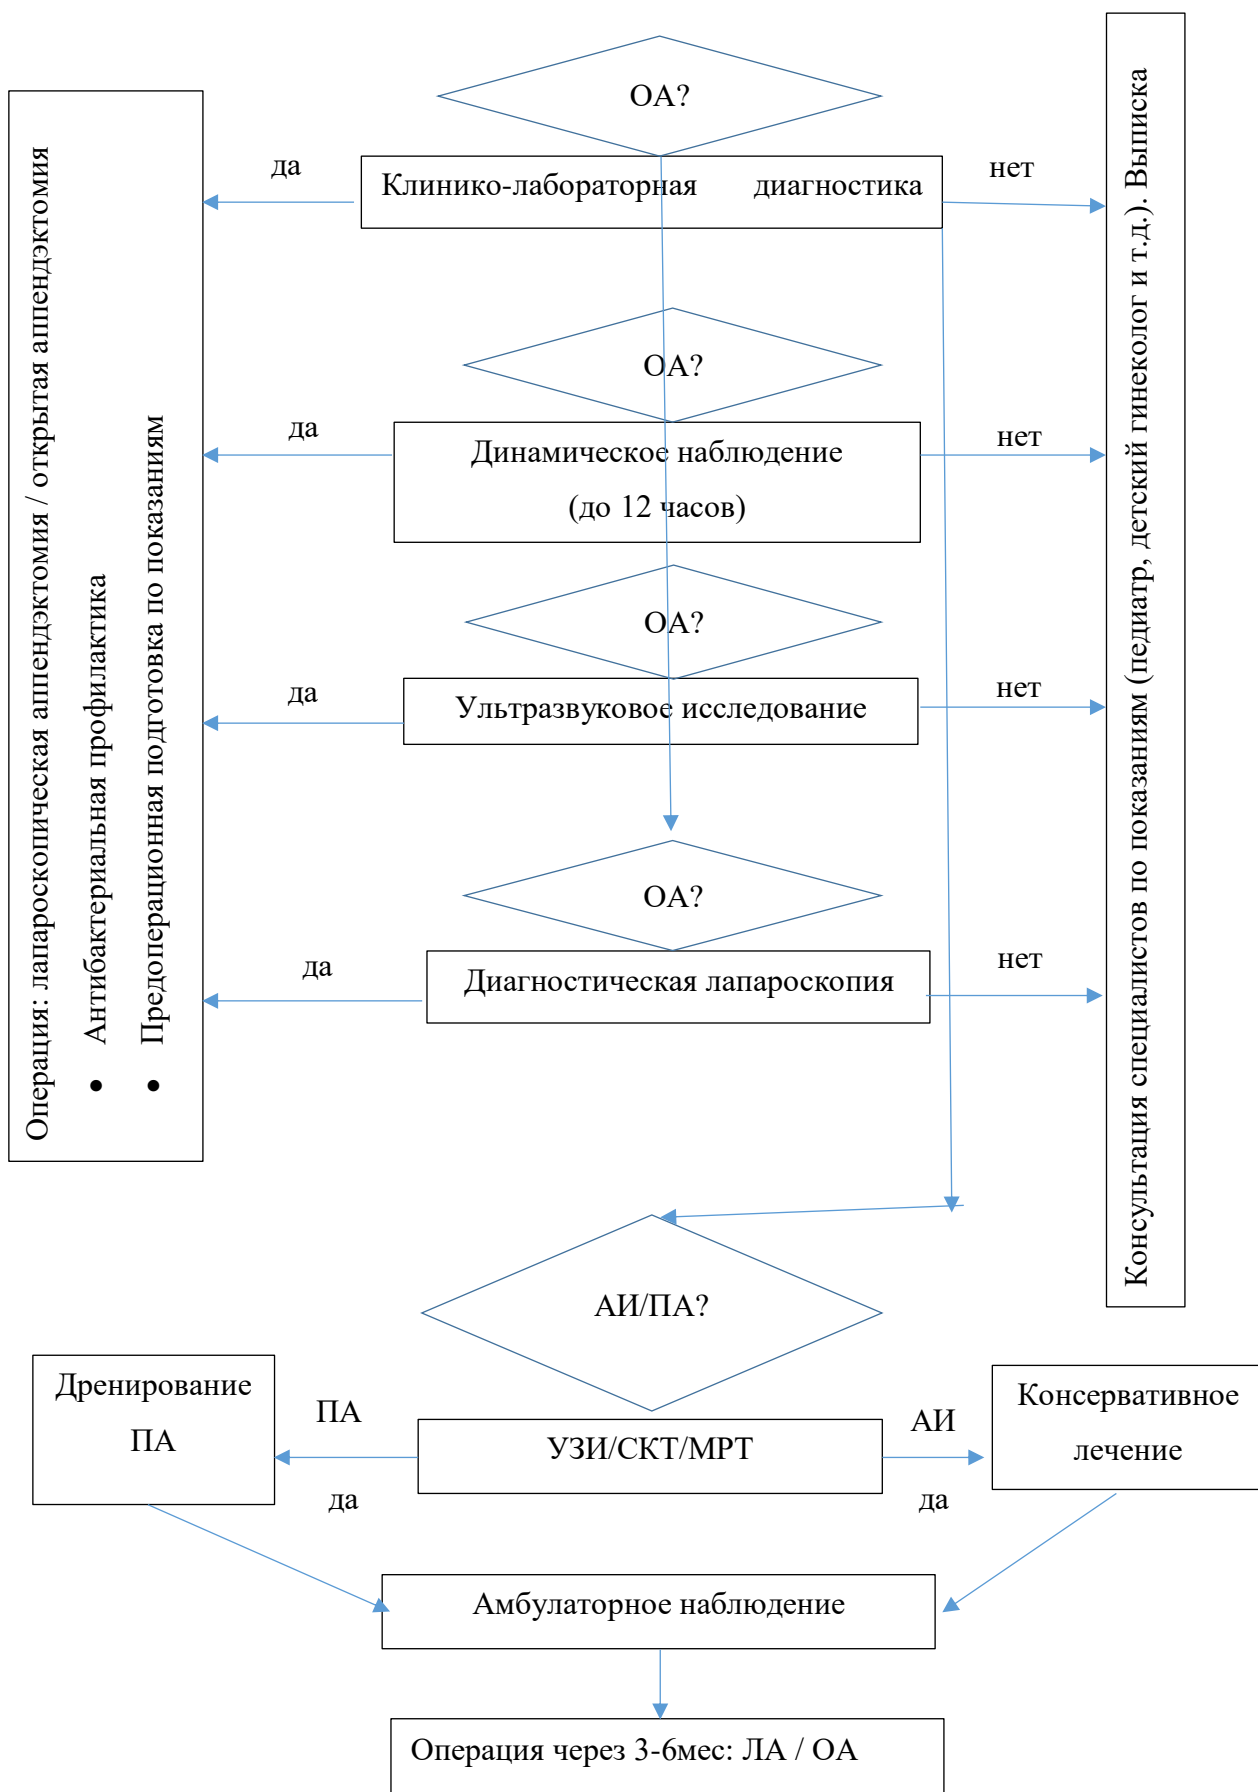 ОА?
да
Клинико-лабораторная диагностика
нет
ОА?
да
Динамическое наблюдение
(до 12 часов)
нет
ОА?
да
Ультразвуковое исследование
нет
ОА?
да
Диагностическая лапароскопия
нет
Операция: лапароскопическая аппендэктомия / открытая аппендэктомия
● Антибактериальная профилактика
● Предоперационная подготовка по показаниям
Консультация специалистов по показаниям (педиатр, детский гинеколог и т.д.). Выписка
АИ/ПА?
Дренирование
ПА
ПА
да
УЗИ/СКТ/МРТ
АИ
да
Консервативное
лечение
Амбулаторное наблюдение
Операция через 3-6мес: ЛА / ОА